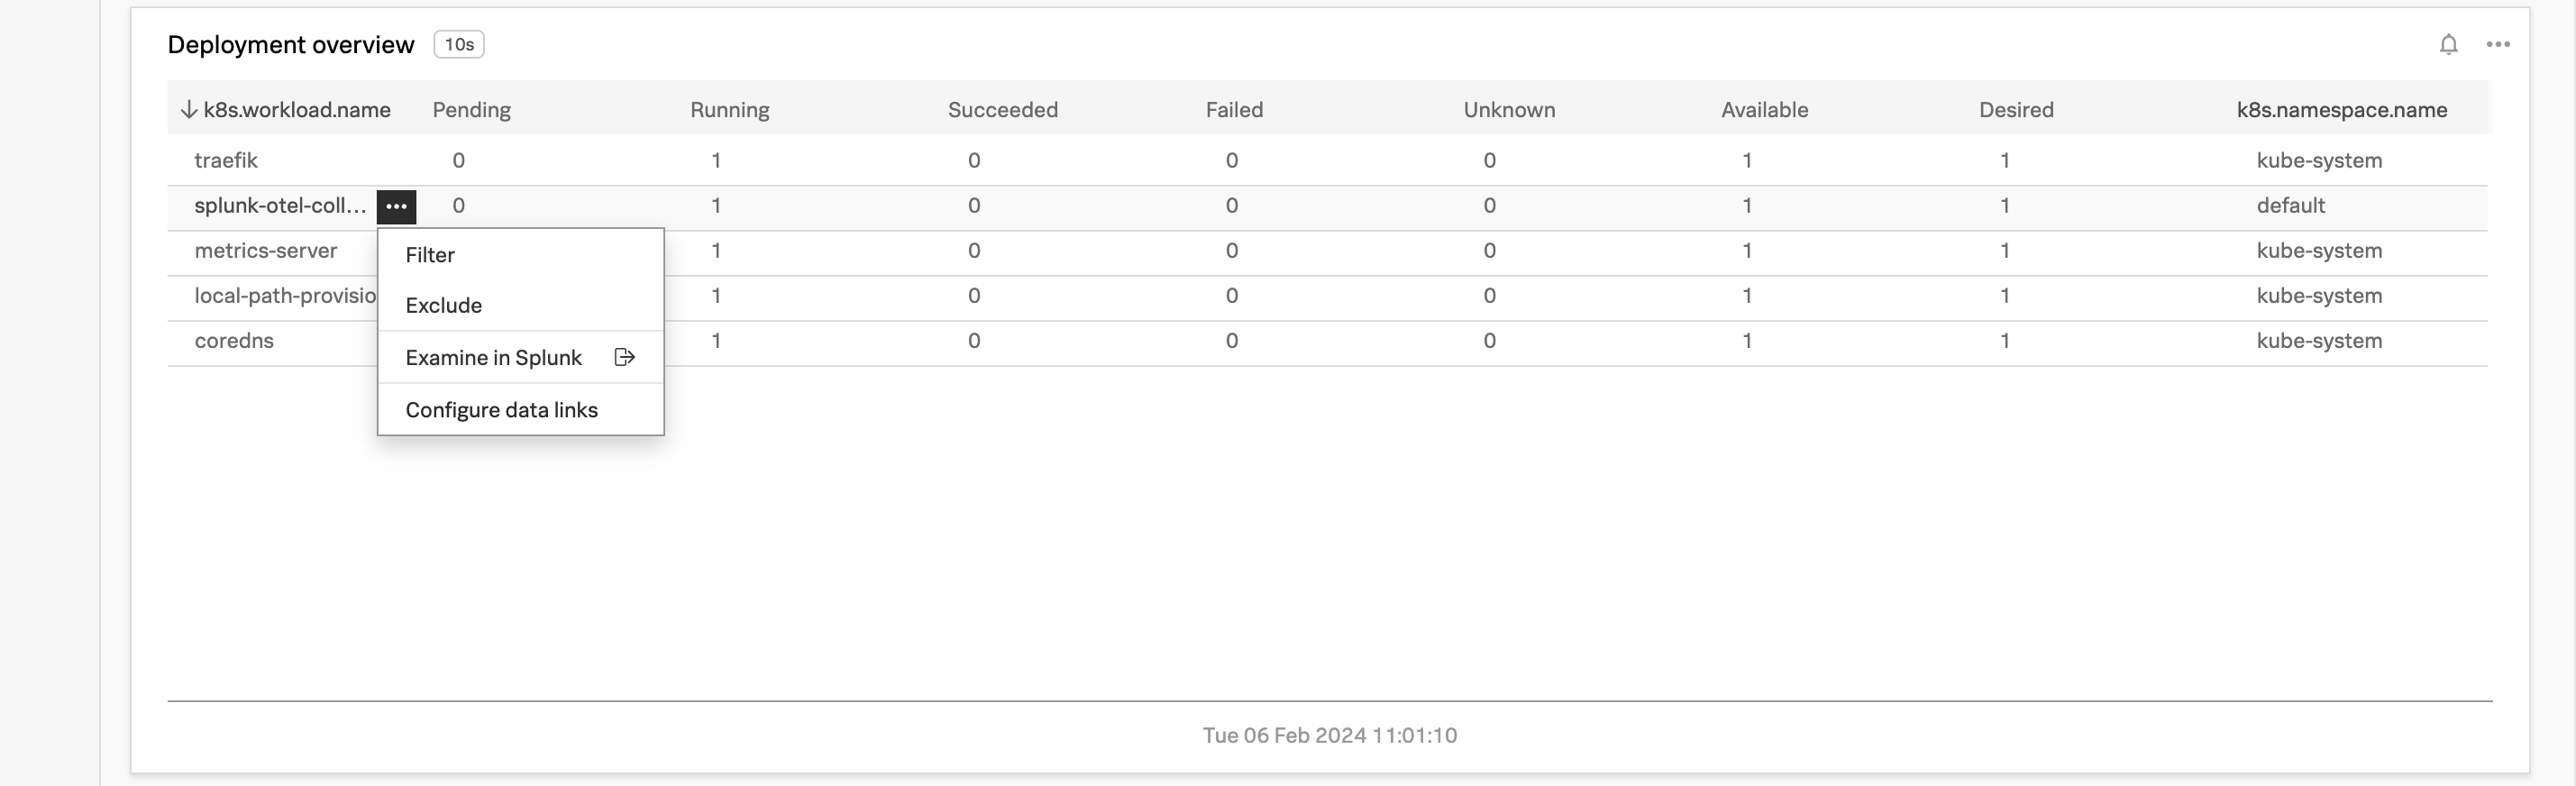 Deployment overview 10s
k8s.workload.name Pending Running Succeeded Failed Unknown Available Desired k8s.namespace.name
traefik 0 1 0 0 0 1 1 kube-system
splunk-otel-coll... 0 1 0 0 0 1 1 default
metrics-server 1 0 0 0 1 1 kube-system
local-path-provisio 1 0 0 0 1 1 kube-system
coredns 1 0 0 0 1 1 kube-system
Filter
Exclude
Examine in Splunk
Configure data links
Tue 06 Feb 2024 11:01:10